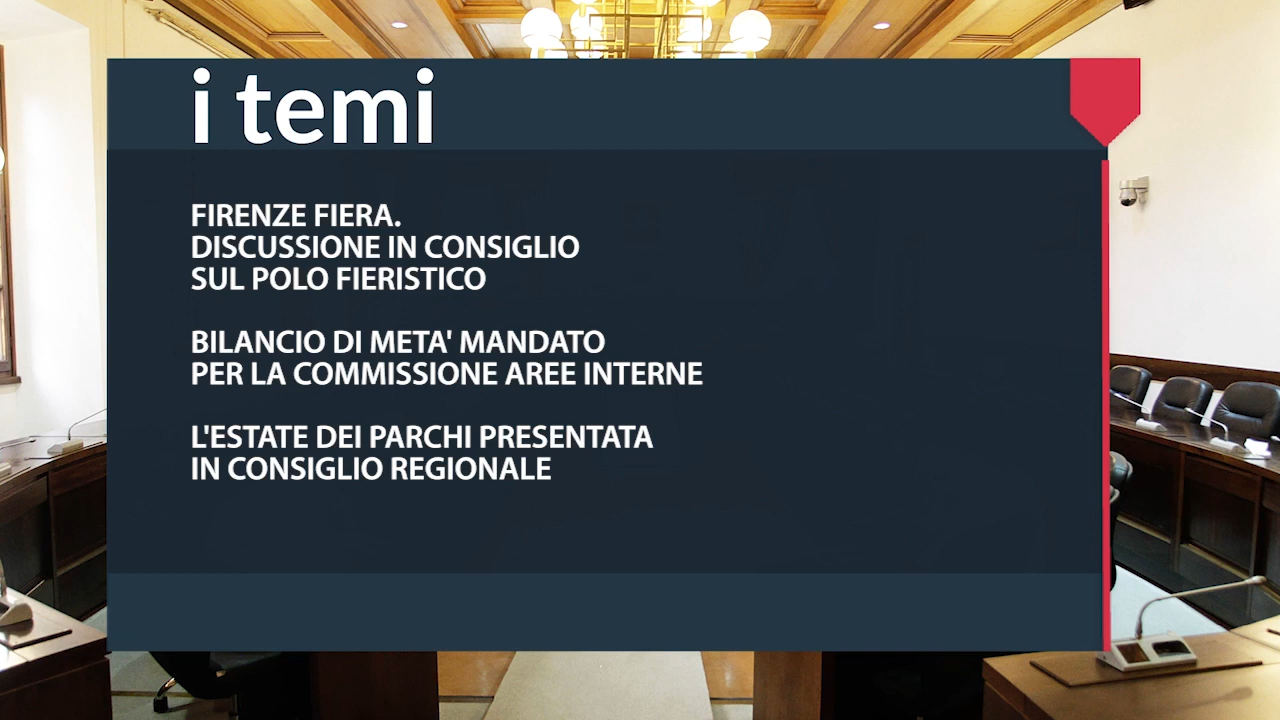 i temi
FIRENZE FIERA.
DISCUSSIONE IN CONSIGLIO
SUL POLO FIERISTICO
BILANCIO DI META' MANDATO
PER LA COMMISSIONE AREE INTERNE
L'ESTATE DEI PARCHI PRESENTATA
IN CONSIGLIO REGIONALE